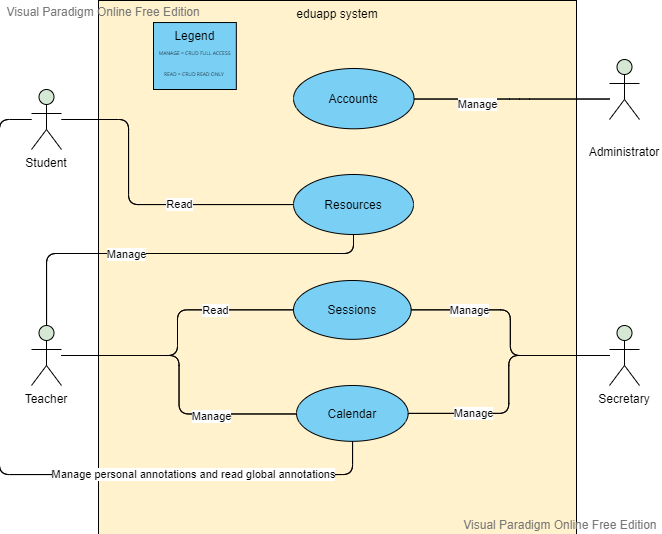 Visual Paradigm Online Free Edition
eduapp system
Legend
MANAGE = CRUD FULL ACCESS
READ = CRUD READ ONLY
Accounts
Manage
Administrator
Student
Read
Resources
Manage
Read
Sessions
Manage
Teacher
Manage
Calendar
Manage
Secretary
Manage personal annotations and read global annotations
Visual Paradigm Online Free Edition